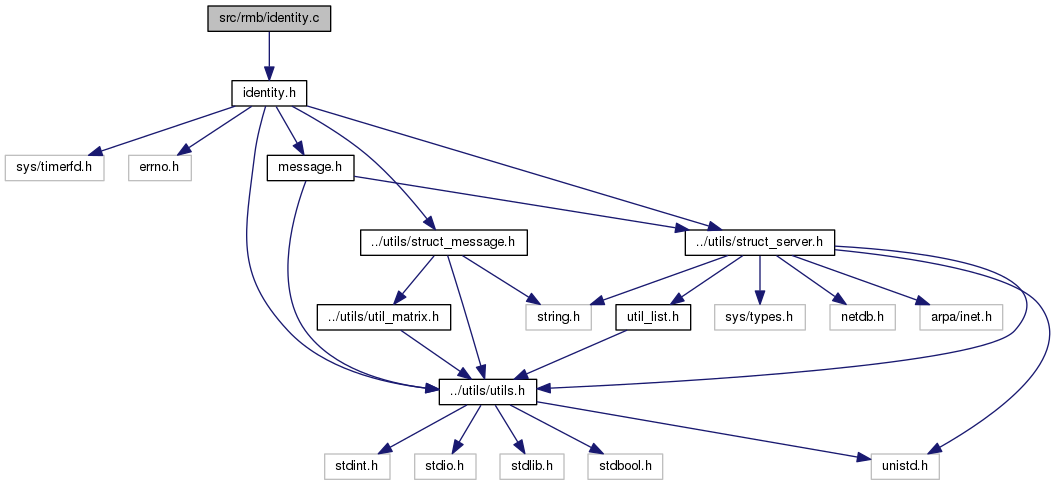 src/rmb/identity.c
identity.h
sys/timerfd.h
errno.h
message.h
../utils/struct_message.h
../utils/struct_server.h
../utils/util_matrix.h
string.h
util_list.h
sys/types.h
netdb.h
arpa/inet.h
../utils/utils.h
stdint.h
stdio.h
stdlib.h
stdbool.h
unistd.h